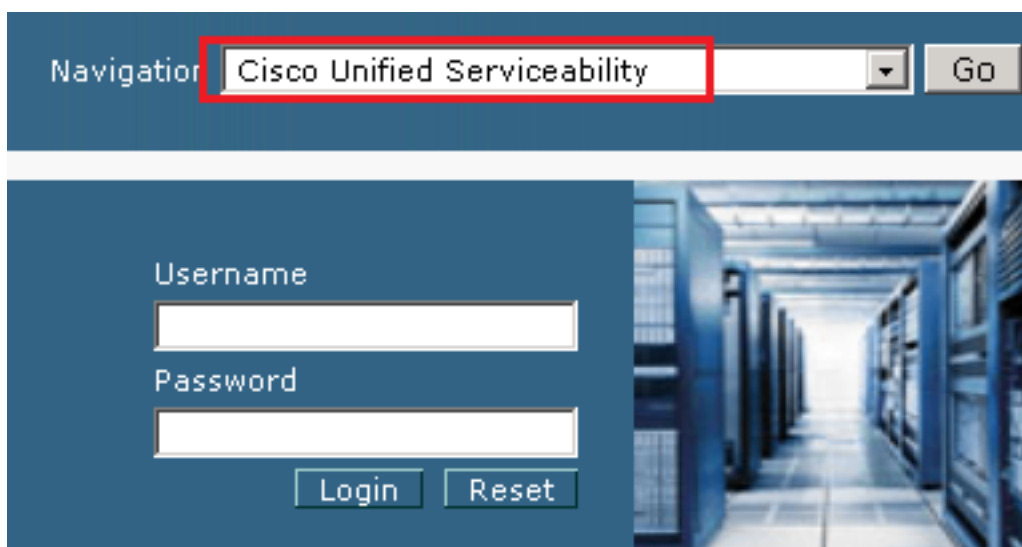 Navigation Cisco Unified Serviceability Go
Username
Password
Login Reset